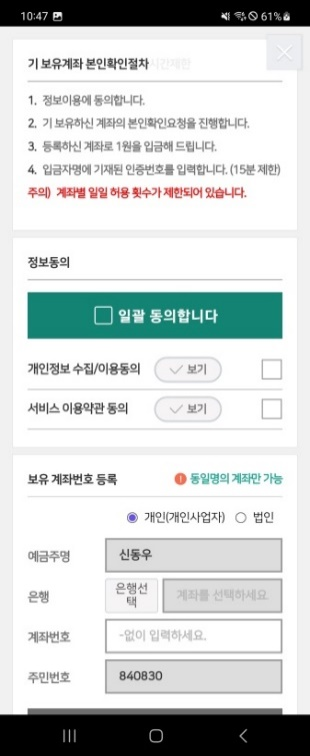 10:47
61%
기 보유계좌 본인확인절차 시간제한
1. 정보이용에 동의합니다.
2. 기 보유하신 계좌의 본인확인요청을 진행합니다.
3. 등록하신 계좌로 1원을 입금해 드립니다.
4. 입금자명에 기재된 인증번호를 입력합니다. (15분 제한)
주의) 계좌별 일일 허용 횟수가 제한되어 있습니다.
정보동의
일괄 동의합니다
개인정보 수집/이용동의 보기
서비스 이용약관 동의 보기
보유 계좌번호 등록 동일명의 계좌만 가능
개인(개인사업자) 법인
예금주명 신동우
은행 은행선택 계좌를 선택하세요
계좌번호 -없이 입력하세요.
주민번호 840830